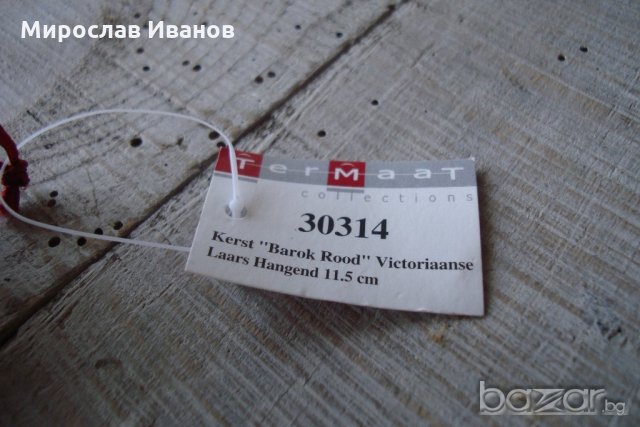 Мирослав Иванов
TerMaaT
collections
30314
Kerst "Barok Rood" Victoriaanse
Laars Hangend 11.5 cm
bazar.bg